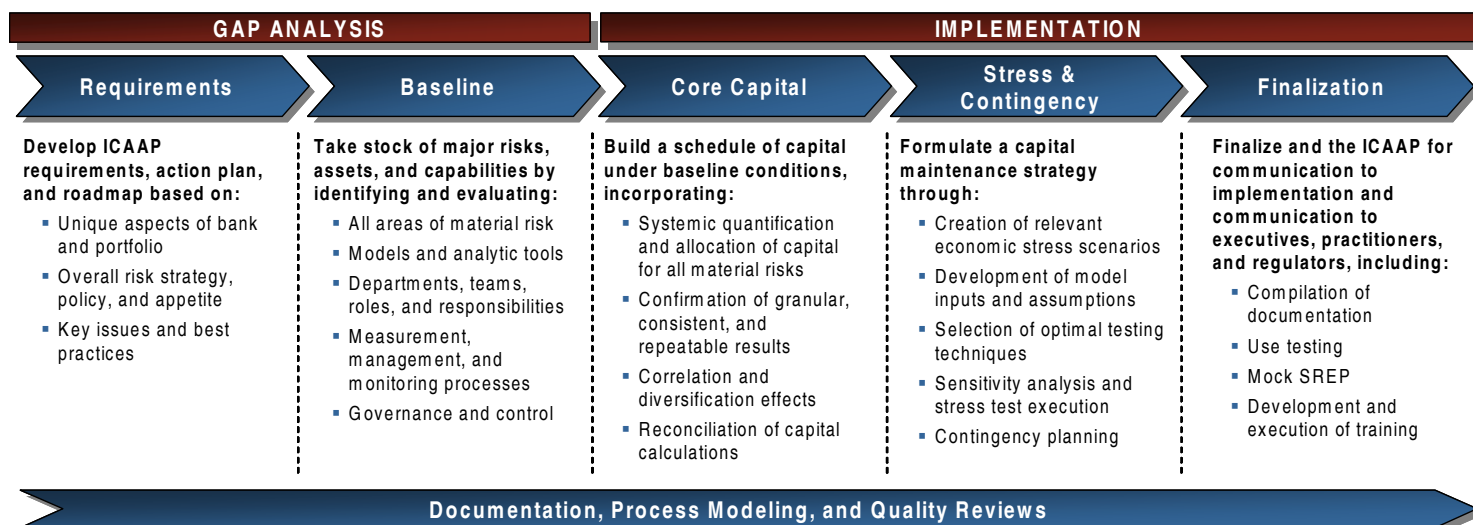 GAP ANALYSIS
IMPLEMENTATION
Requirements
Baseline
Core Capital
Stress &
Contingency
Finalization
Develop ICAAP
requirements, action plan,
and roadmap based on:
▪ Unique aspects of bank
and portfolio
▪ Overall risk strategy,
policy, and appetite
▪ Key issues and best
practices
Take stock of major risks,
assets, and capabilities by
identifying and evaluating:
▪ All areas of material risk
▪ Models and analytic tools
▪ Departments, teams,
roles, and responsibilities
▪ Measurement,
management, and
monitoring processes
▪ Governance and control
Build a schedule of capital
under baseline conditions,
incorporating:
▪ Systemic quantification
and allocation of capital
for all material risks
▪ Confirmation of granular,
consistent, and
repeatable results
▪ Correlation and
diversification effects
▪ Reconciliation of capital
calculations
Formulate a capital
maintenance strategy
through:
▪ Creation of relevant
economic stress scenarios
▪ Development of model
inputs and assumptions
▪ Selection of optimal testing
techniques
▪ Sensitivity analysis and
stress test execution
▪ Contingency planning
Finalize and the ICAAP for
communication to
implementation and
communication to
executives, practitioners,
and regulators, including:
▪ Compilation of
documentation
▪ Use testing
▪ Mock SREP
▪ Development and
execution of training
Documentation, Process Modeling, and Quality Reviews